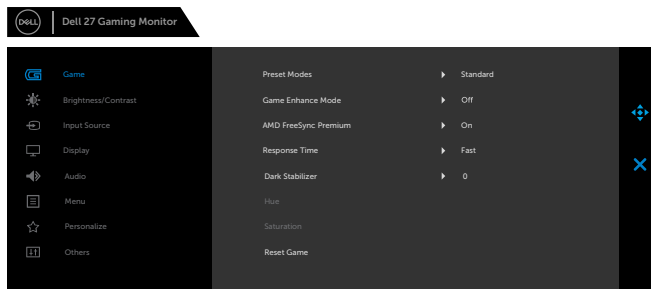 DELL
Dell 27 Gaming Monitor
Game
Preset Modes Standard
Brightness/Contrast
Game Enhance Mode Off
Input Source
AMD FreeSync Premium On
Display
Response Time Fast
Audio
Dark Stabilizer 0
Menu
Hue
Personalize
Saturation
Others
Reset Game